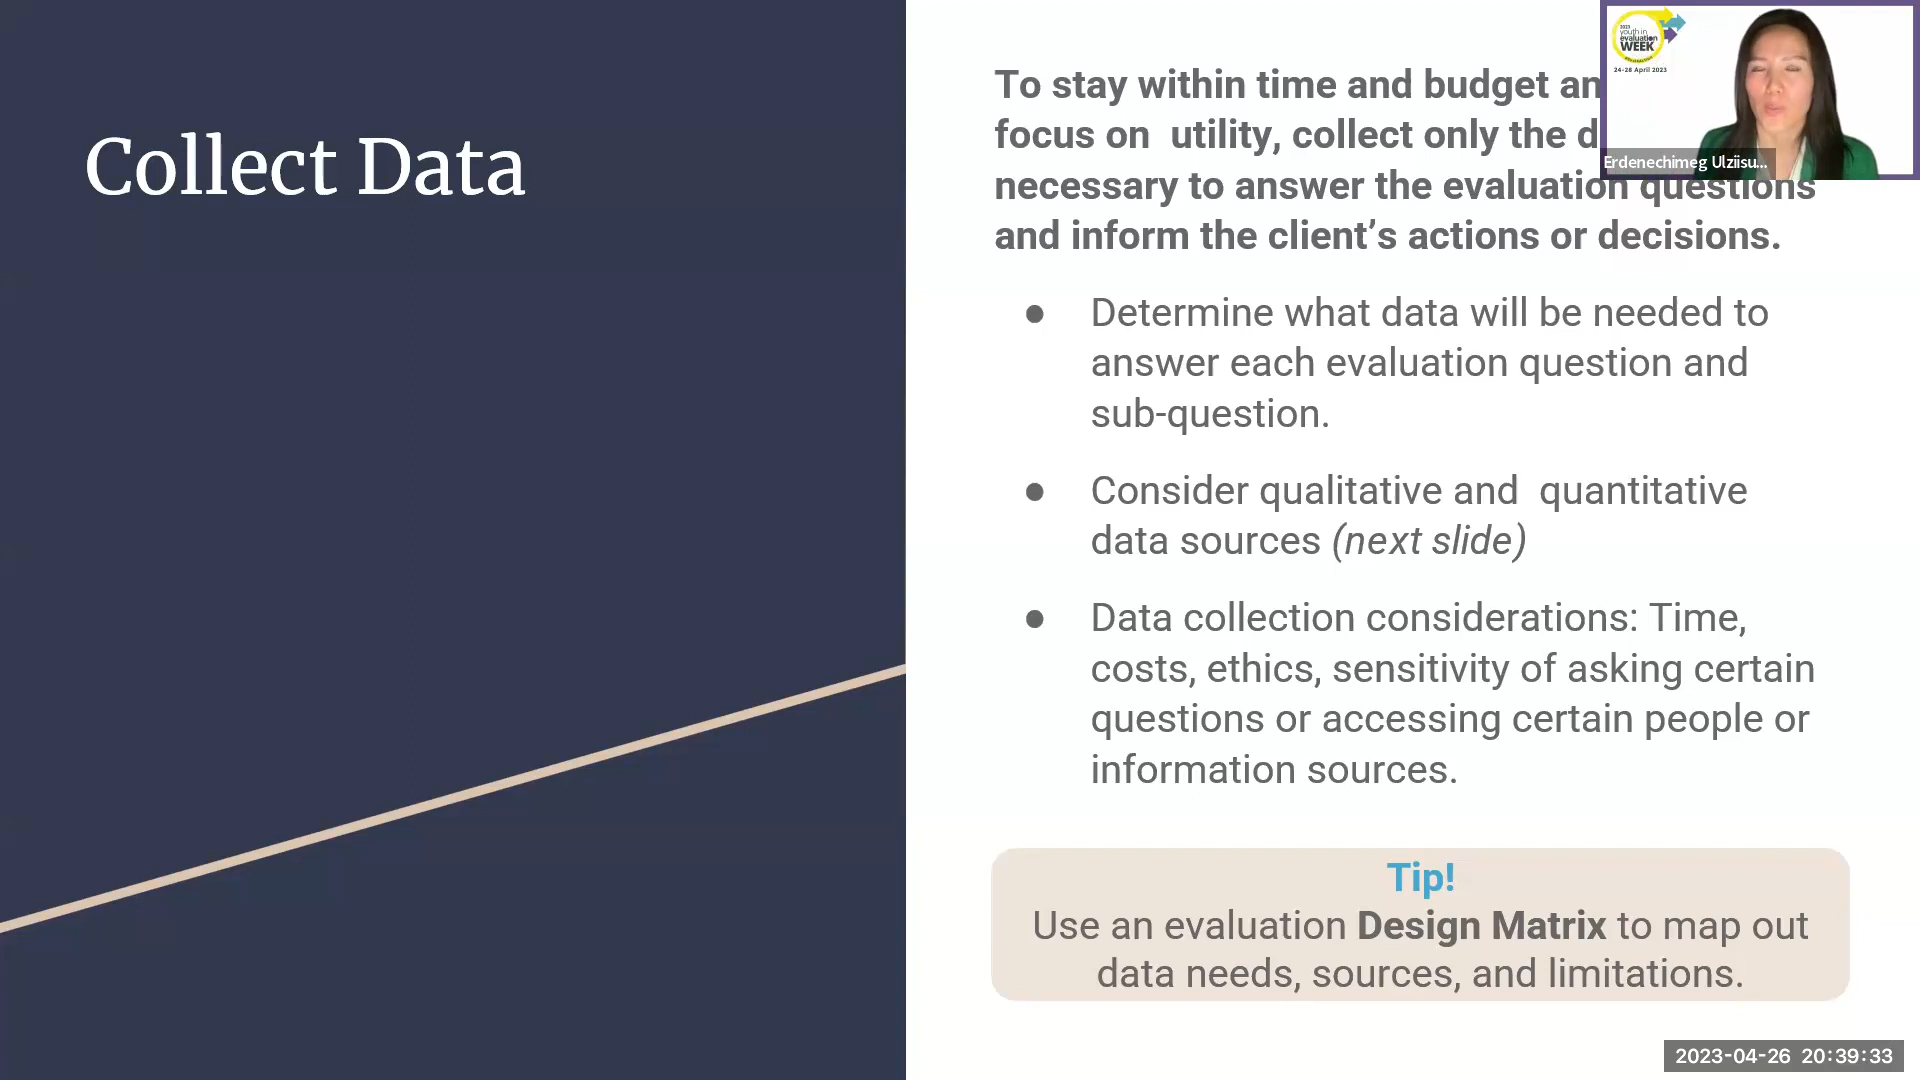 Collect Data
To stay within time and budget an
focus on utility, collect only the d
necessary to answer the evaluation questions
and inform the client’s actions or decisions.
● Determine what data will be needed to
answer each evaluation question and
sub-question.
● Consider qualitative and quantitative
data sources (next slide)
● Data collection considerations: Time,
costs, ethics, sensitivity of asking certain
questions or accessing certain people or
information sources.
Tip!
Use an evaluation Design Matrix to map out
data needs, sources, and limitations.
2023
youth in
evaluation
WEEK
24-28 April 2023
Erdenechimeg Ulziisu...
2023-04-26 20:39:33